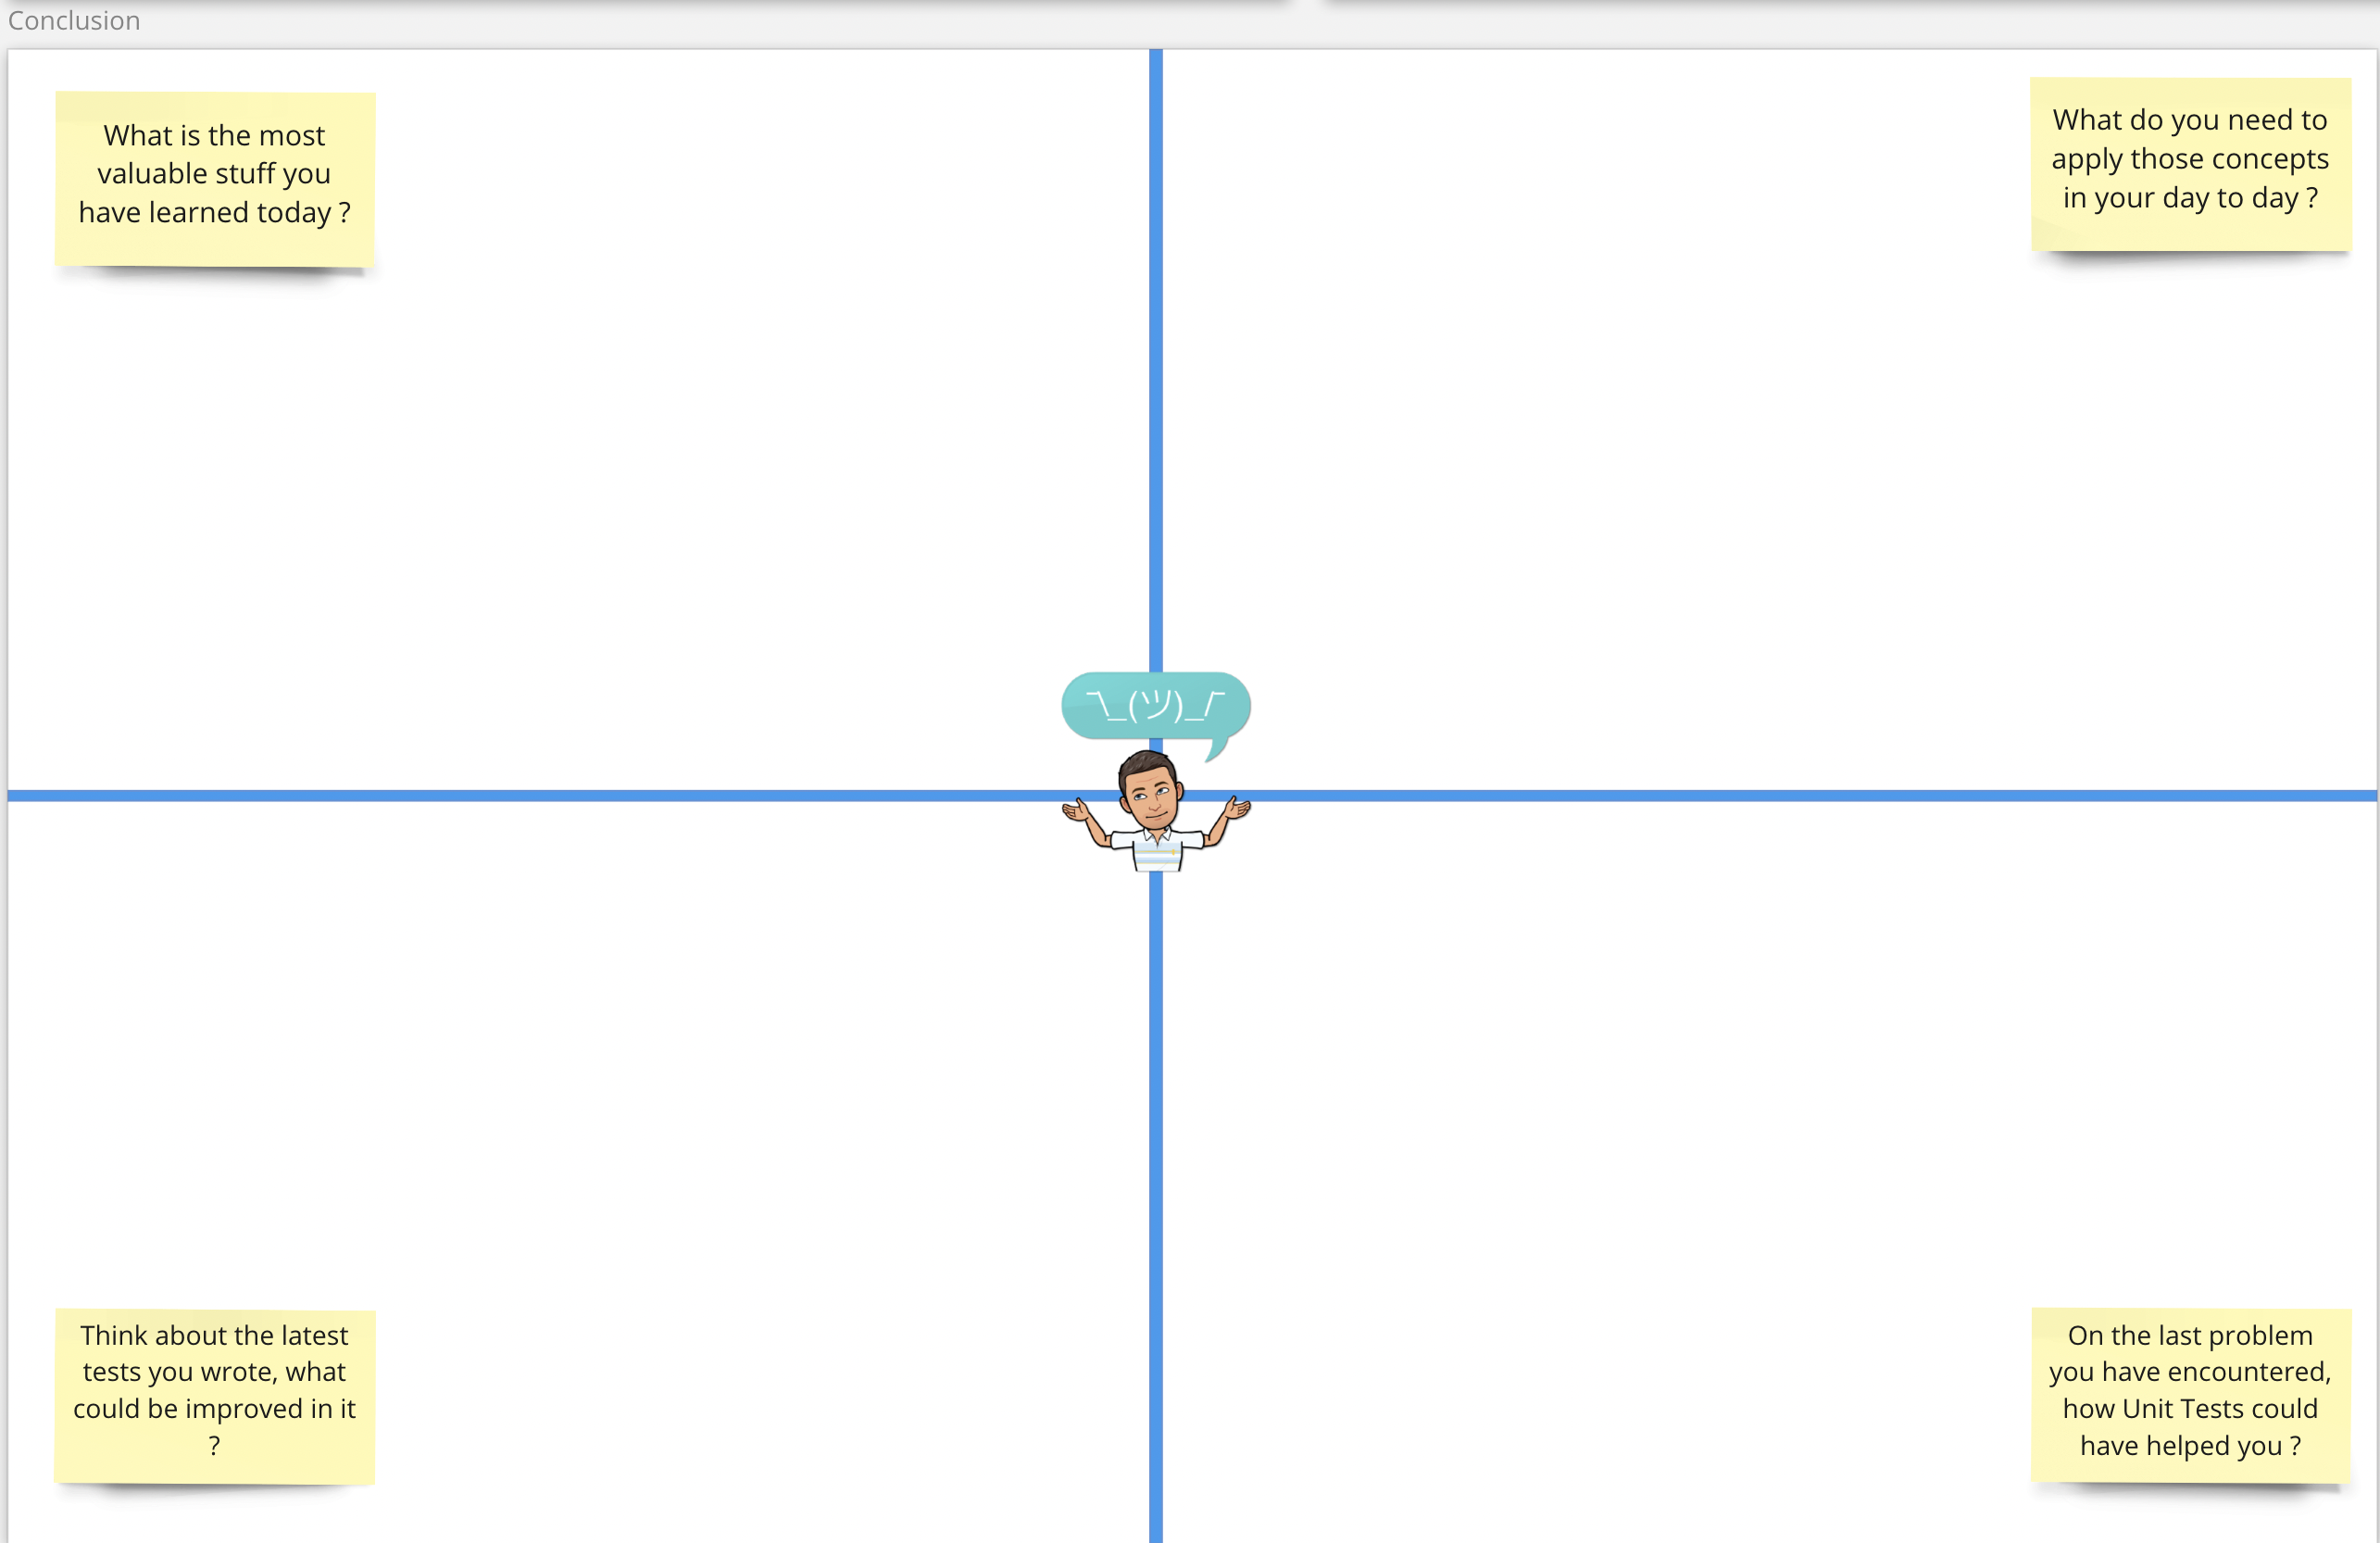 Conclusion
What is the most
valuable stuff you
have learned today ?
What do you need to
apply those concepts
in your day to day ?
¯\_(ツ)_/¯
Think about the latest
tests you wrote, what
could be improved in it
?
On the last problem
you have encountered,
how Unit Tests could
have helped you ?